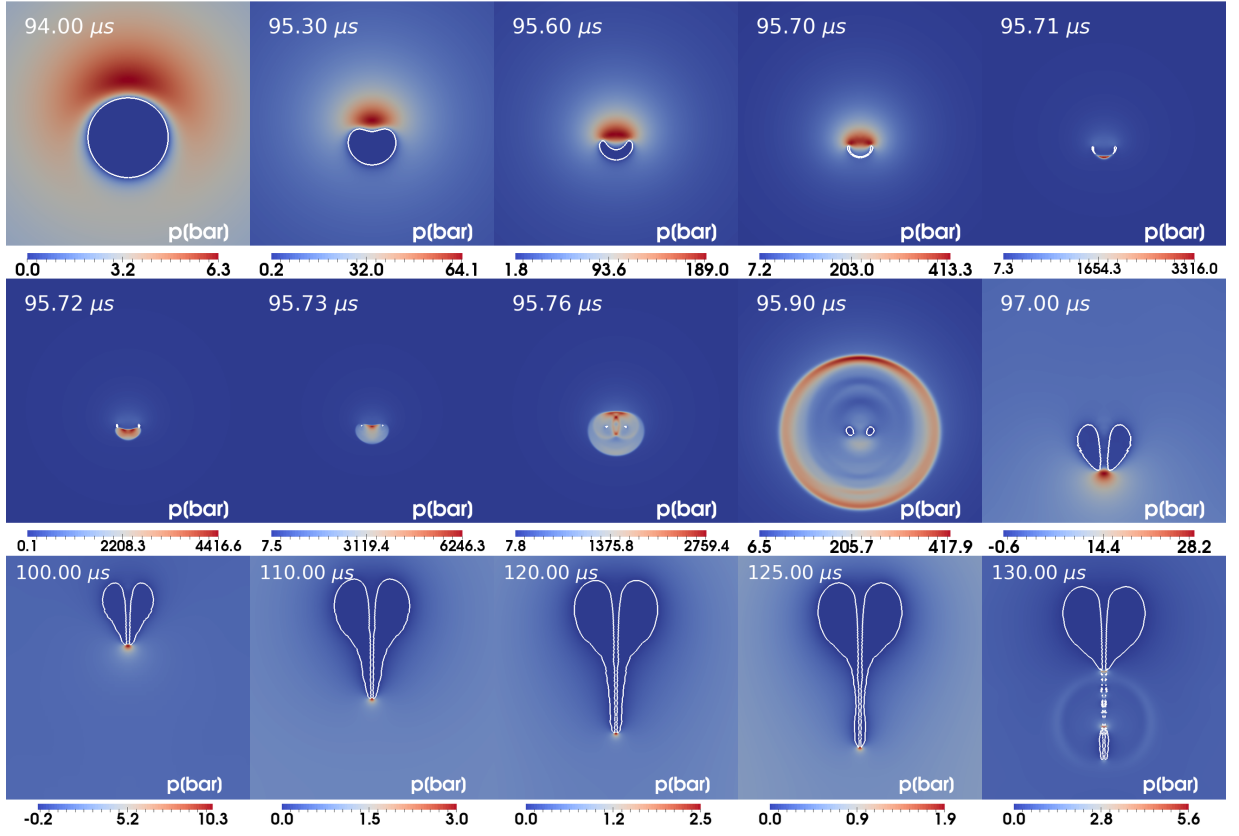 94.00 μs 95.30 μs 95.60 μs 95.70 μs 95.71 μs
p(bar) p(bar) p(bar) p(bar) p(bar)
0.0 3.2 6.3 0.2 32.0 64.1 1.8 93.6 189.0 7.2 203.0 413.3 7.3 1654.3 3316.0
95.72 μs 95.73 μs 95.76 μs 95.90 μs 97.00 μs
p(bar) p(bar) p(bar) p(bar) p(bar)
0.1 2208.3 4416.6 7.5 3119.4 6246.3 7.8 1375.8 2759.4 6.5 205.7 417.9 -0.6 14.4 28.2
100.00 μs 110.00 μs 120.00 μs 125.00 μs 130.00 μs
p(bar) p(bar) p(bar) p(bar) p(bar)
-0.2 5.2 10.3 0.0 1.5 3.0 0.0 1.2 2.5 0.0 0.9 1.9 0.0 2.8 5.6